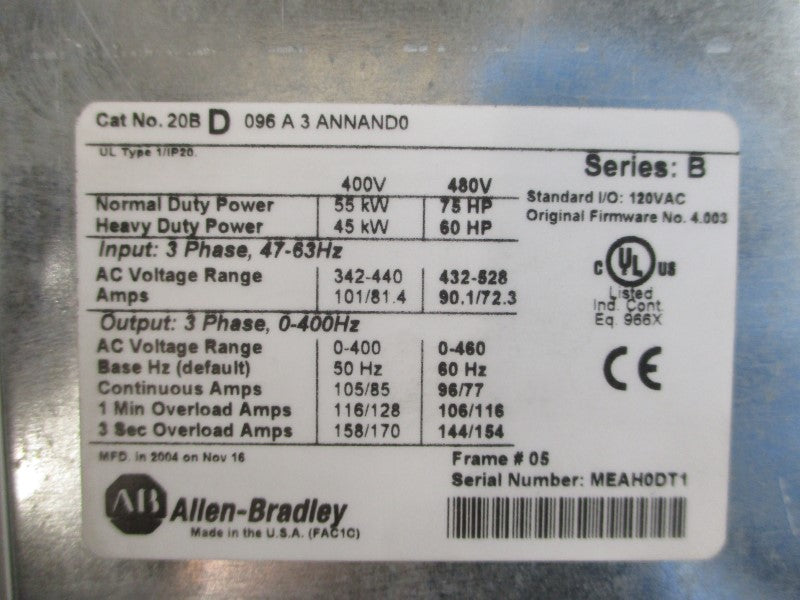 Cat No. 20B D 096 A 3 ANNAND0
UL Type 1/IP20.
Series: B
400V 480V
Standard I/O: 120VAC
Normal Duty Power 55 kW 75 HP
Original Firmware No. 4.003
Heavy Duty Power 45 kW 60 HP
Input: 3 Phase, 47-63Hz
AC Voltage Range 342-440 432-528
Amps 101/81.4 90.1/72.3
C UL US
Listed
Ind. Cont.
Eq. 966X
Output: 3 Phase, 0-400Hz
AC Voltage Range 0-400 0-460
Base Hz (default) 50 Hz 60 Hz
Continuous Amps 105/85 96/77
1 Min Overload Amps 116/128 106/116
3 Sec Overload Amps 158/170 144/154
CE
MFD. in 2004 on Nov 16
Frame # 05
Serial Number: MEAH0DT1
AB Allen-Bradley
Made in the U.S.A. (FAC1C)